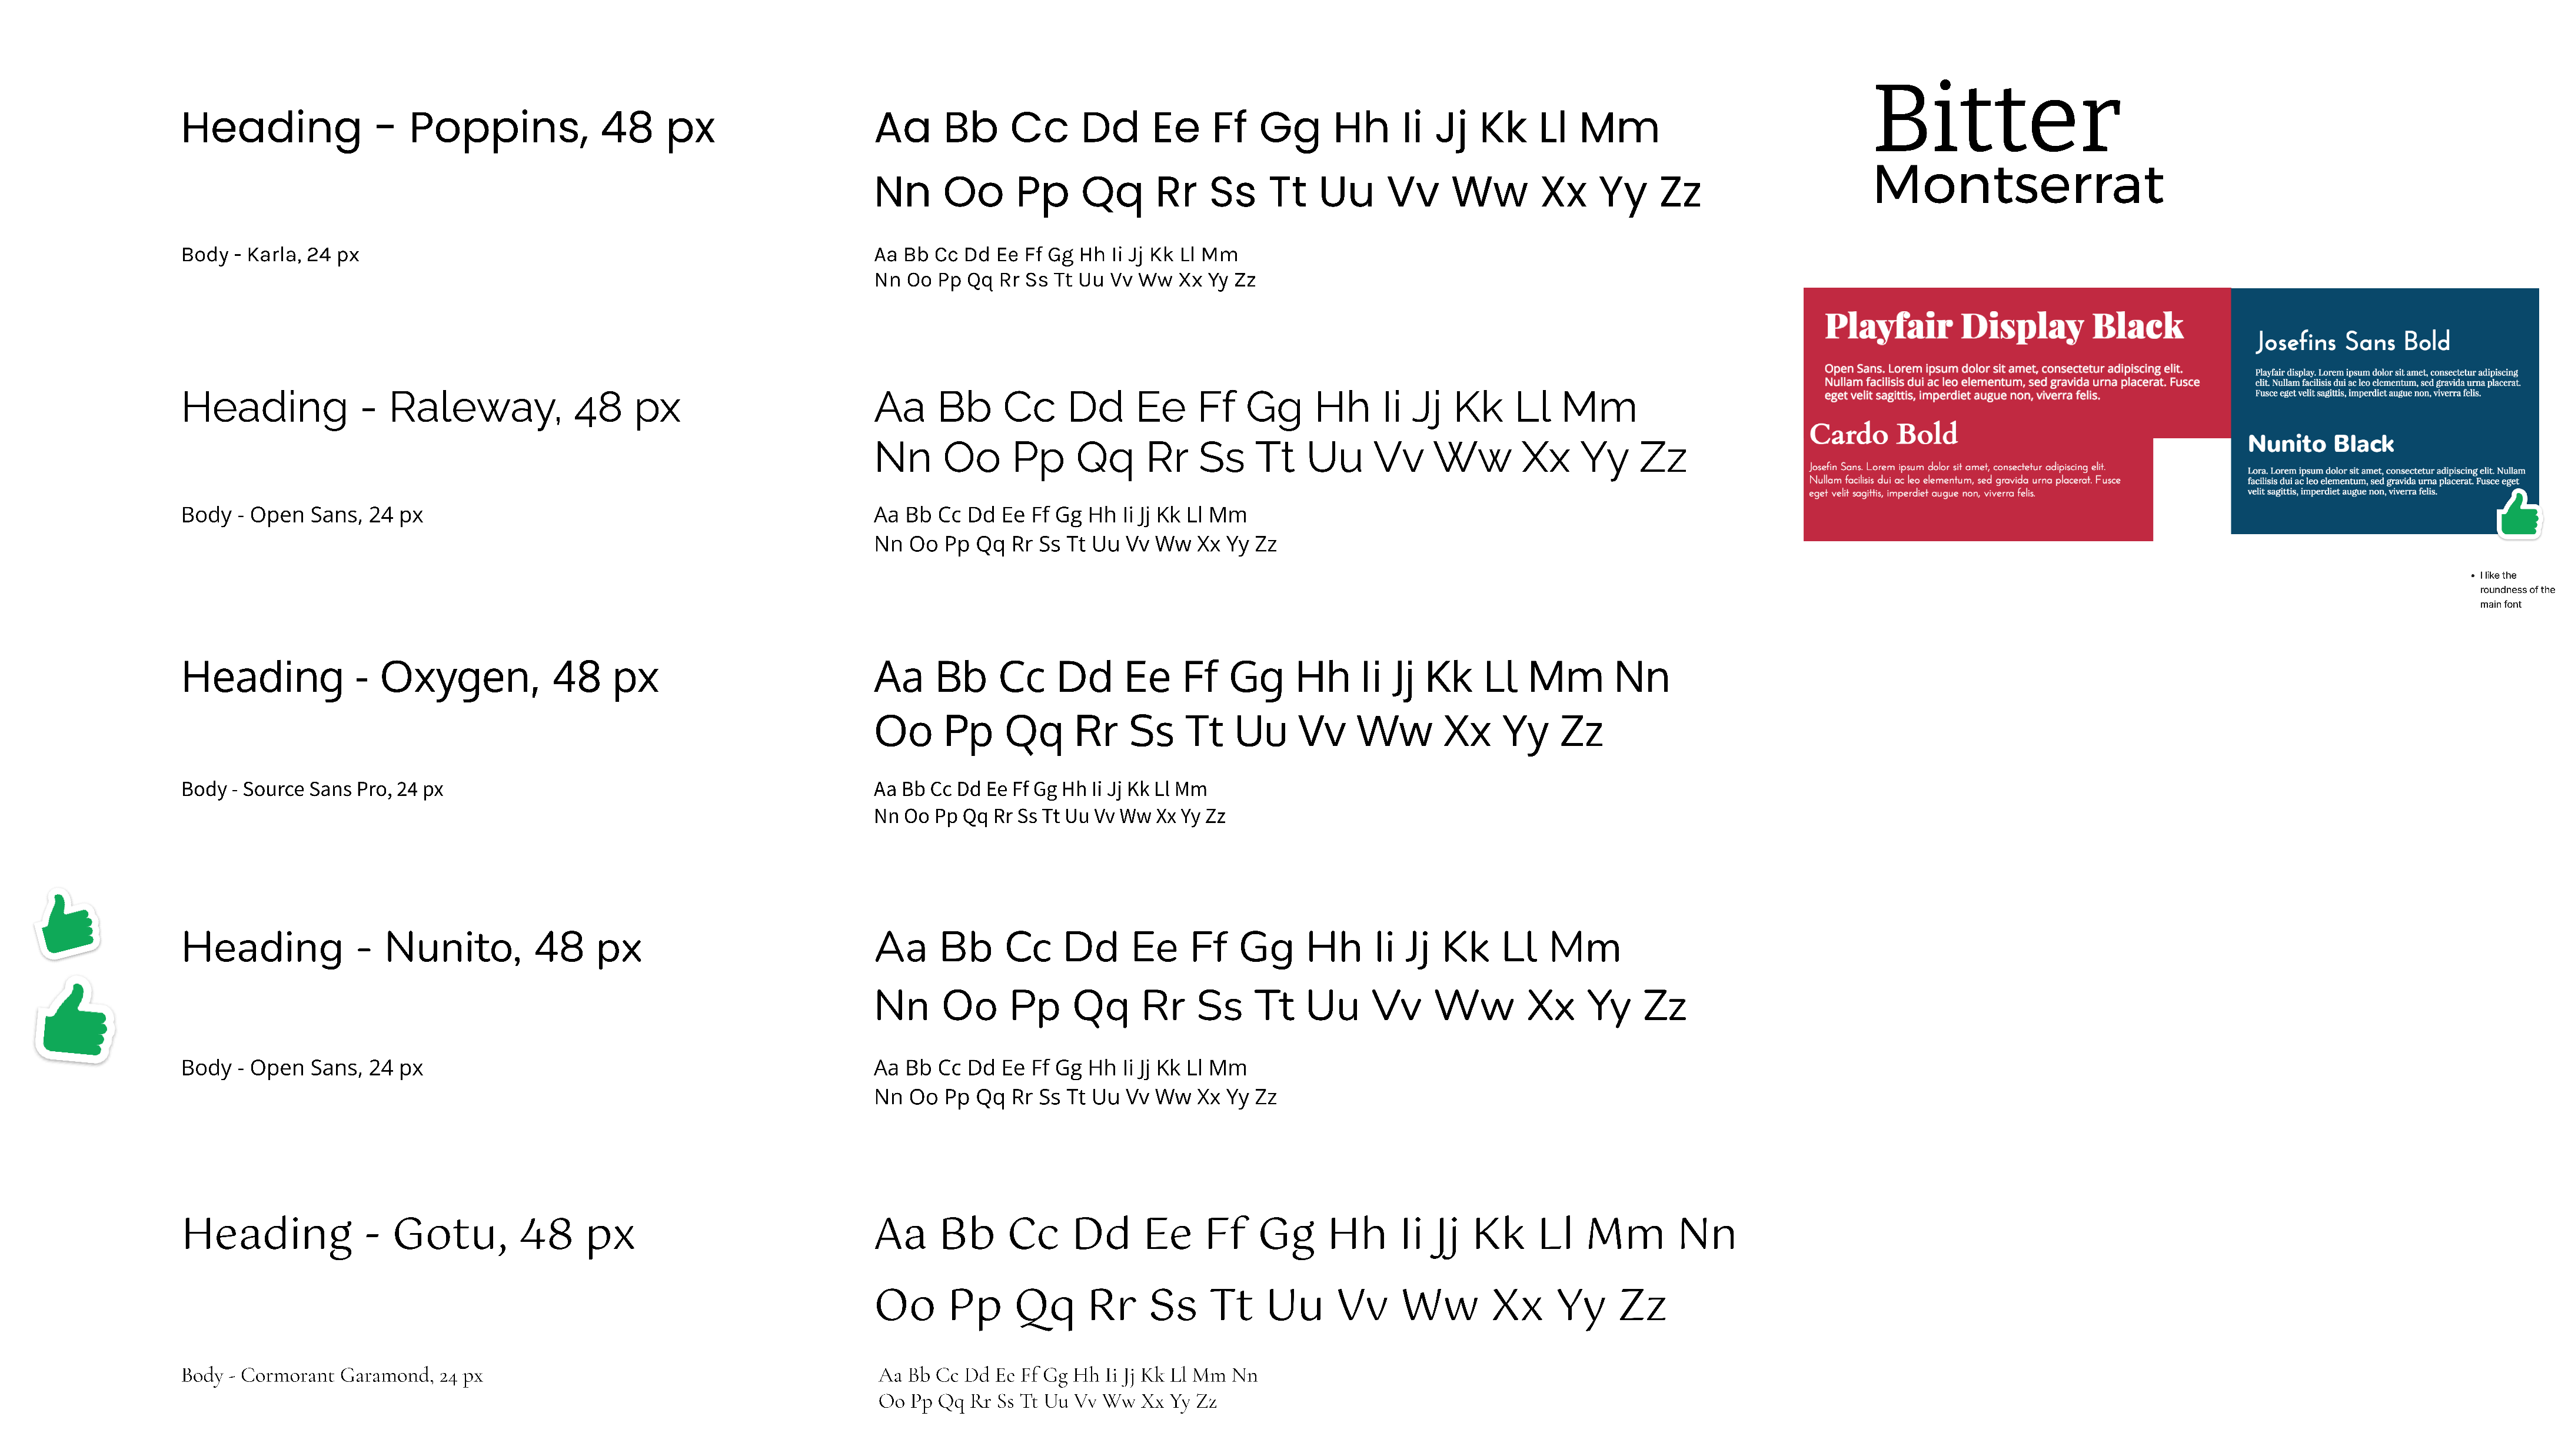 Heading - Poppins, 48 px
Aa Bb Cc Dd Ee Ff Gg Hh Ii Jj Kk Ll Mm
Nn Oo Pp Qq Rr Ss Tt Uu Vv Ww Xx Yy Zz
Body - Karla, 24 px
Aa Bb Cc Dd Ee Ff Gg Hh Ii Jj Kk Ll Mm
Nn Oo Pp Qq Rr Ss Tt Uu Vv Ww Xx Yy Zz
Heading - Raleway, 48 px
Aa Bb Cc Dd Ee Ff Gg Hh Ii Jj Kk Ll Mm
Nn Oo Pp Qq Rr Ss Tt Uu Vv Ww Xx Yy Zz
Body - Open Sans, 24 px
Aa Bb Cc Dd Ee Ff Gg Hh Ii Jj Kk Ll Mm
Nn Oo Pp Qq Rr Ss Tt Uu Vv Ww Xx Yy Zz
Heading - Oxygen, 48 px
Aa Bb Cc Dd Ee Ff Gg Hh Ii Jj Kk Ll Mm Nn
Oo Pp Qq Rr Ss Tt Uu Vv Ww Xx Yy Zz
Body - Source Sans Pro, 24 px
Aa Bb Cc Dd Ee Ff Gg Hh Ii Jj Kk Ll Mm
Nn Oo Pp Qq Rr Ss Tt Uu Vv Ww Xx Yy Zz
Heading - Nunito, 48 px
Aa Bb Cc Dd Ee Ff Gg Hh Ii Jj Kk Ll Mm
Nn Oo Pp Qq Rr Ss Tt Uu Vv Ww Xx Yy Zz
Body - Open Sans, 24 px
Aa Bb Cc Dd Ee Ff Gg Hh Ii Jj Kk Ll Mm
Nn Oo Pp Qq Rr Ss Tt Uu Vv Ww Xx Yy Zz
Heading - Gotu, 48 px
Aa Bb Cc Dd Ee Ff Gg Hh Ii Jj Kk Ll Mm Nn
Oo Pp Qq Rr Ss Tt Uu Vv Ww Xx Yy Zz
Body - Cormorant Garamond, 24 px
Aa Bb Cc Dd Ee Ff Gg Hh Ii Jj Kk Ll Mm Nn
Oo Pp Qq Rr Ss Tt Uu Vv Ww Xx Yy Zz
Bitter
Montserrat
Playfair Display Black
Open Sans. Lorem ipsum dolor sit amet, consectetur adipiscing elit.
Nullam facilisis dui ac leo elementum, sed gravida urna placerat. Fusce
eget velit sagittis, imperdiet augue non, viverra felis.
Cardo Bold
Josefin Sans. Lorem ipsum dolor sit amet, consectetur adipiscing elit.
Nullam facilisis dui ac leo elementum, sed gravida urna placerat. Fusce
eget velit sagittis, imperdiet augue non, viverra felis.
Josefins Sans Bold
Playfair display. Lorem ipsum dolor sit amet, consectetur adipiscing
elit. Nullam facilisis dui ac leo elementum, sed gravida urna placerat.
Fusce eget velit sagittis, imperdiet augue non, viverra felis.
Nunito Black
Lora. Lorem ipsum dolor sit amet, consectetur adipiscing elit. Nullam
facilisis dui ac leo elementum, sed gravida urna placerat. Fusce eget
velit sagittis, imperdiet augue non, viverra felis.
• I like the
roundness of the
main font